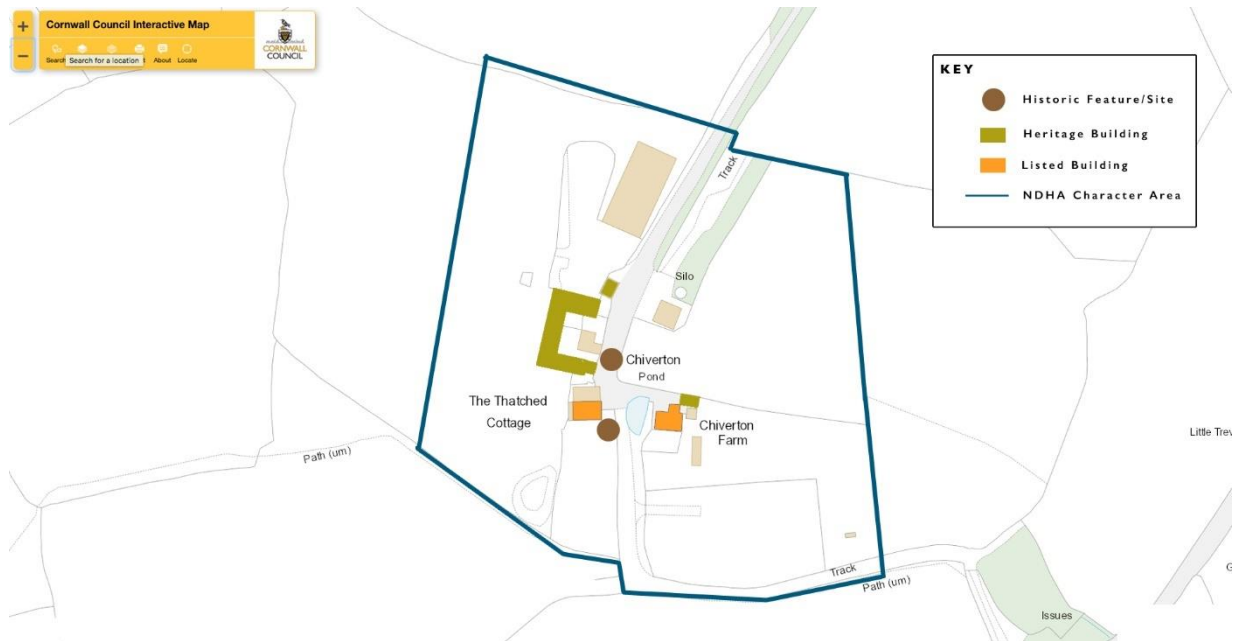 +
−
Cornwall Council Interactive Map
Search
Search for a location
About
Locate
CORNWALL
COUNCIL
KEY
Historic Feature/Site
Heritage Building
Listed Building
NDHA Character Area
Track
Silo
Chiverton
Pond
The Thatched
Cottage
Chiverton
Farm
Path (um)
Little Trev
Track
Path (um)
G
Issues